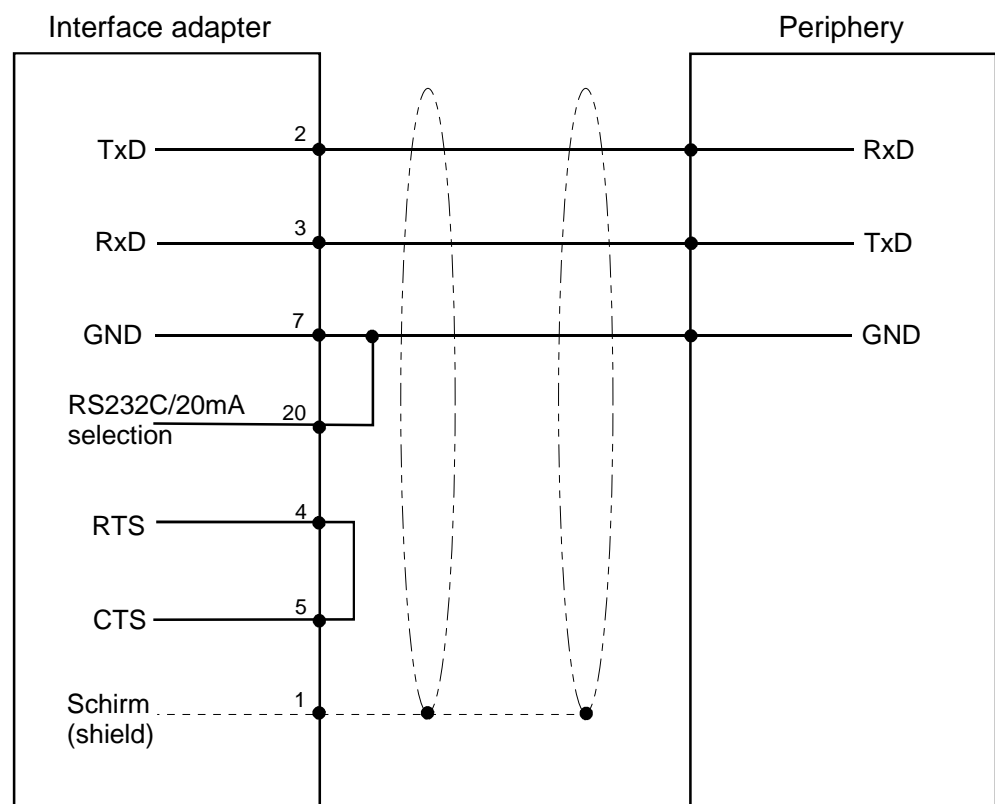 Interface adapter
Periphery
TxD
2
RxD
RxD
3
TxD
GND
7
GND
RS232C/20mA
selection
20
RTS
4
CTS
5
Schirm
(shield)
1